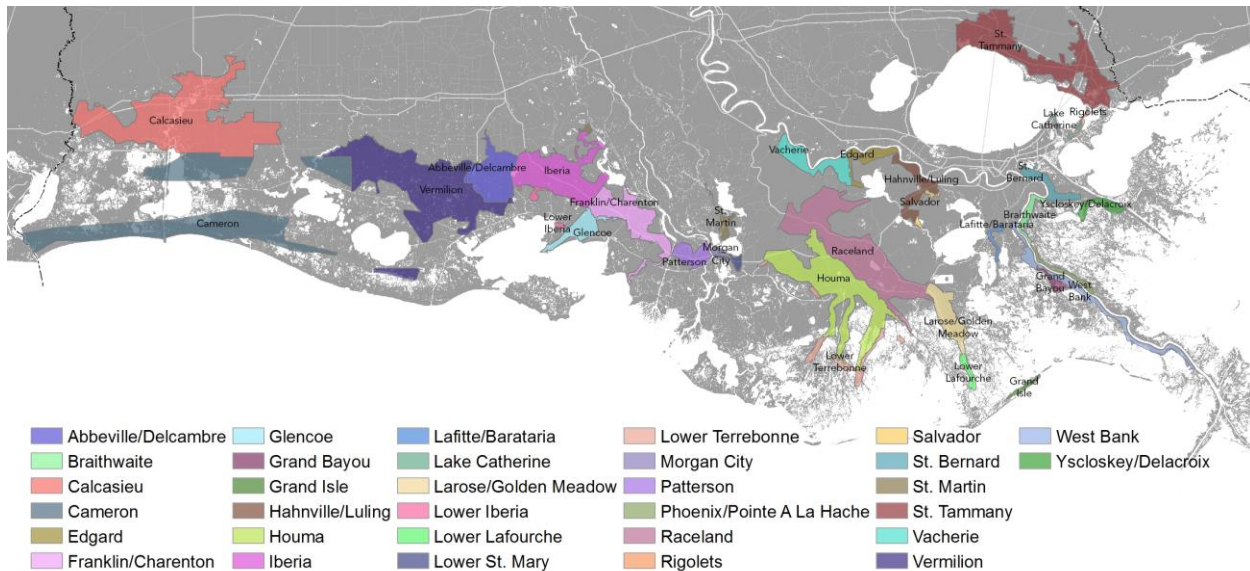 St.
Tammany
Calcasieu
Lake
Catherine
Rigolets
Vacherie
Edgard
Abbeville/Delcambre
Iberia
Hahnville/Luling
St.
Bernard
Vermilion
Franklin/Charenton
Salvador
Yscloskey/Delacroix
Cameron
Lower
Iberia
Glencoe
St.
Martin
Braithwaite
Lafitte/Barataria
Patterson
Morgan
City
Raceland
Houma
Grand
Bayou
West
Bank
Larose/Golden
Meadow
Lower
Terrebonne
Lower
Lafourche
Grand
Isle
Abbeville/Delcambre
Braithwaite
Calcasieu
Cameron
Edgard
Franklin/Charenton
Glencoe
Grand Bayou
Grand Isle
Hahnville/Luling
Houma
Iberia
Lafitte/Barataria
Lake Catherine
Larose/Golden Meadow
Lower Iberia
Lower Lafourche
Lower St. Mary
Lower Terrebonne
Morgan City
Patterson
Phoenix/Pointe A La Hache
Raceland
Rigolets
Salvador
St. Bernard
St. Martin
St. Tammany
Vacherie
Vermilion
West Bank
Yscloskey/Delacroix